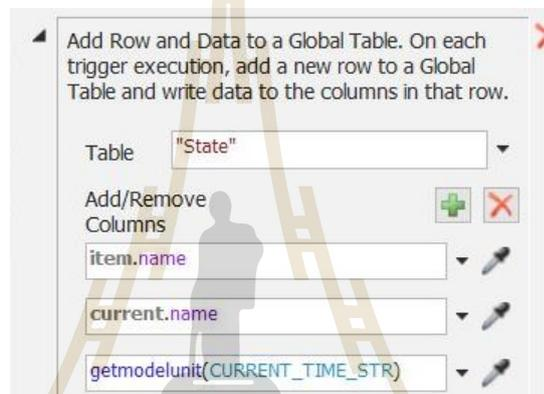 Add Row and Data to a Global Table. On each
trigger execution, add a new row to a Global
Table and write data to the columns in that row.
Table
"State"
Add/Remove
Columns
item.name
current.name
getmodelunit(CURRENT_TIME_STR)